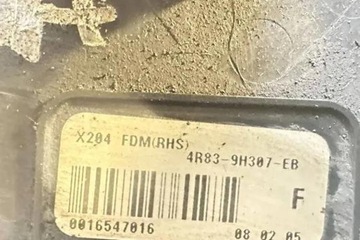 X204 FDM(RHS)
4R83-9H307-EB
F
0016547016
08 02 05